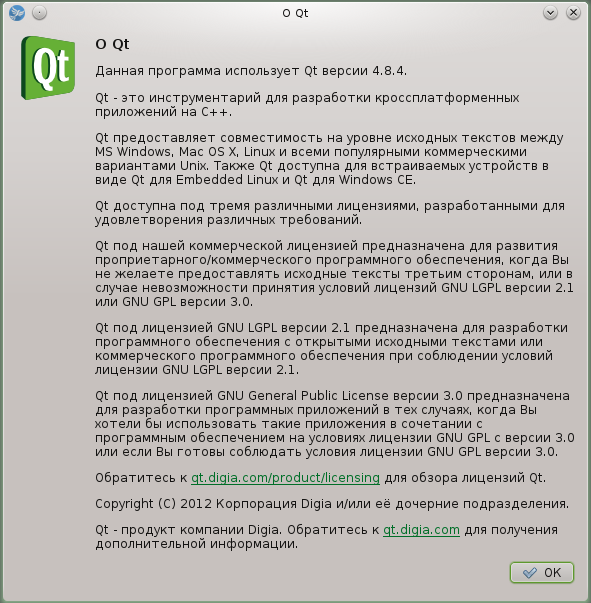 О Qt
Qt
О Qt
Данная программа использует Qt версии 4.8.4.
Qt - это инструментарий для разработки кроссплатформенных
приложений на C++.
Qt предоставляет совместимость на уровне исходных текстов между
MS Windows, Mac OS X, Linux и всеми популярными коммерческими
вариантами Unix. Также Qt доступна для встраиваемых устройств в
виде Qt для Embedded Linux и Qt для Windows CE.
Qt доступна под тремя различными лицензиями, разработанными для
удовлетворения различных требований.
Qt под нашей коммерческой лицензией предназначена для развития
проприетарного/коммерческого программного обеспечения, когда Вы
не желаете предоставлять исходные тексты третьим сторонам, или в
случае невозможности принятия условий лицензий GNU LGPL версии 2.1
или GNU GPL версии 3.0.
Qt под лицензией GNU LGPL версии 2.1 предназначена для разработки
программного обеспечения с открытыми исходными текстами или
коммерческого программного обеспечения при соблюдении условий
лицензии GNU LGPL версии 2.1.
Qt под лицензией GNU General Public License версии 3.0 предназначена
для разработки программных приложений в тех случаях, когда Вы
хотели бы использовать такие приложения в сочетании с
программным обеспечением на условиях лицензии GNU GPL с версии 3.0
или если Вы готовы соблюдать условия лицензии GNU GPL версии 3.0.
Обратитесь к qt.digia.com/product/licensing для обзора лицензий Qt.
Copyright (C) 2012 Корпорация Digia и/или её дочерние подразделения.
Qt - продукт компании Digia. Обратитесь к qt.digia.com для получения
дополнительной информации.
OK